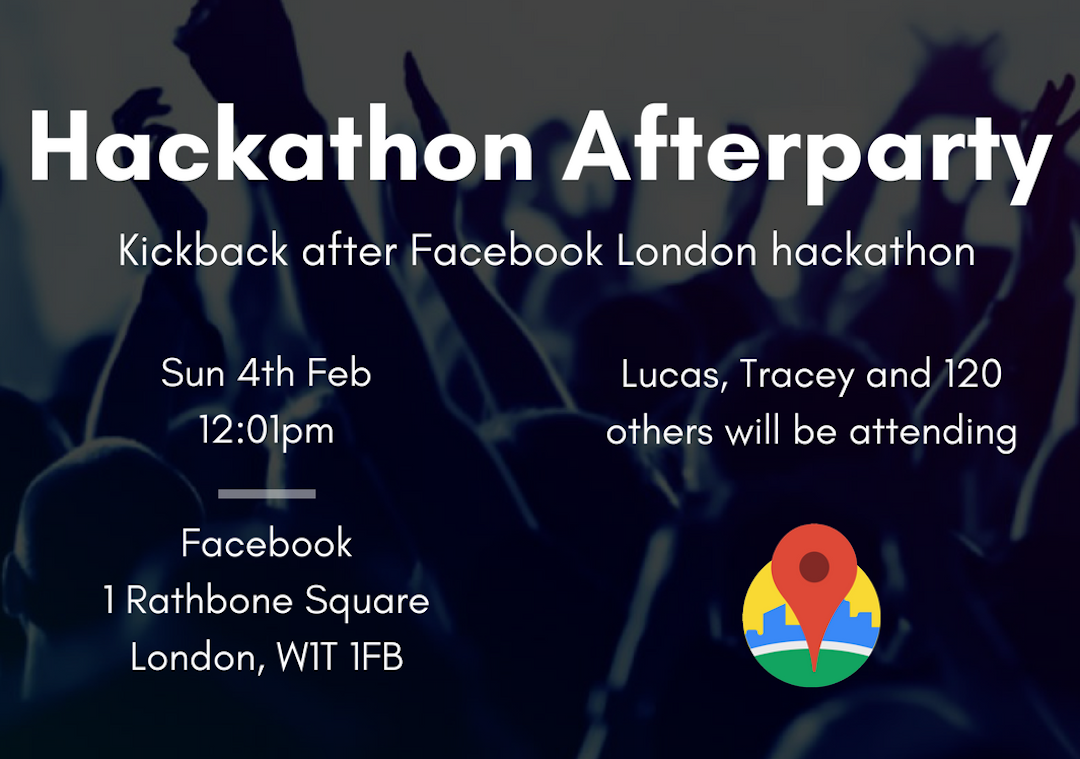 Hackathon Afterparty
Kickback after Facebook London hackathon
Sun 4th Feb
12:01pm
Facebook
1 Rathbone Square
London, W1T 1FB
Lucas, Tracey and 120
others will be attending